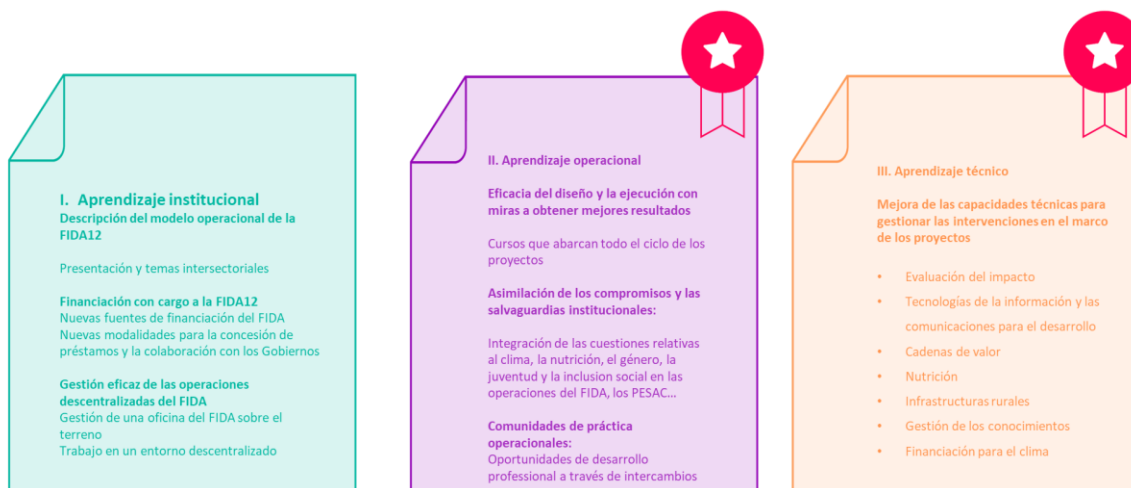 I. Aprendizaje institucional
Descripción del modelo operacional de la
FIDA12
Presentación y temas intersectoriales
Financiación con cargo a la FIDA12
Nuevas fuentes de financiación del FIDA
Nuevas modalidades para la concesión de
préstamos y la colaboración con los Gobiernos
Gestión eficaz de las operaciones
descentralizadas del FIDA
Gestión de una oficina del FIDA sobre el
terreno
Trabajo en un entorno descentralizado
II. Aprendizaje operacional
Eficacia del diseño y la ejecución con
miras a obtener mejores resultados
Cursos que abarcan todo el ciclo de los
proyectos
Asimilación de los compromisos y las
salvaguardias institucionales:
Integración de las cuestiones relativas
al clima, la nutrición, el género, la
juventud y la inclusion social en las
operaciones del FIDA, los PESAC...
Comunidades de práctica
operacionales:
Oportunidades de desarrollo
professional a través de intercambios
III. Aprendizaje técnico
Mejora de las capacidades técnicas para
gestionar las intervenciones en el marco
de los proyectos
• Evaluación del impacto
• Tecnologías de la información y las
comunicaciones para el desarrollo
• Cadenas de valor
• Nutrición
• Infrastructuras rurales
• Gestión de los conocimientos
• Financiación para el clima